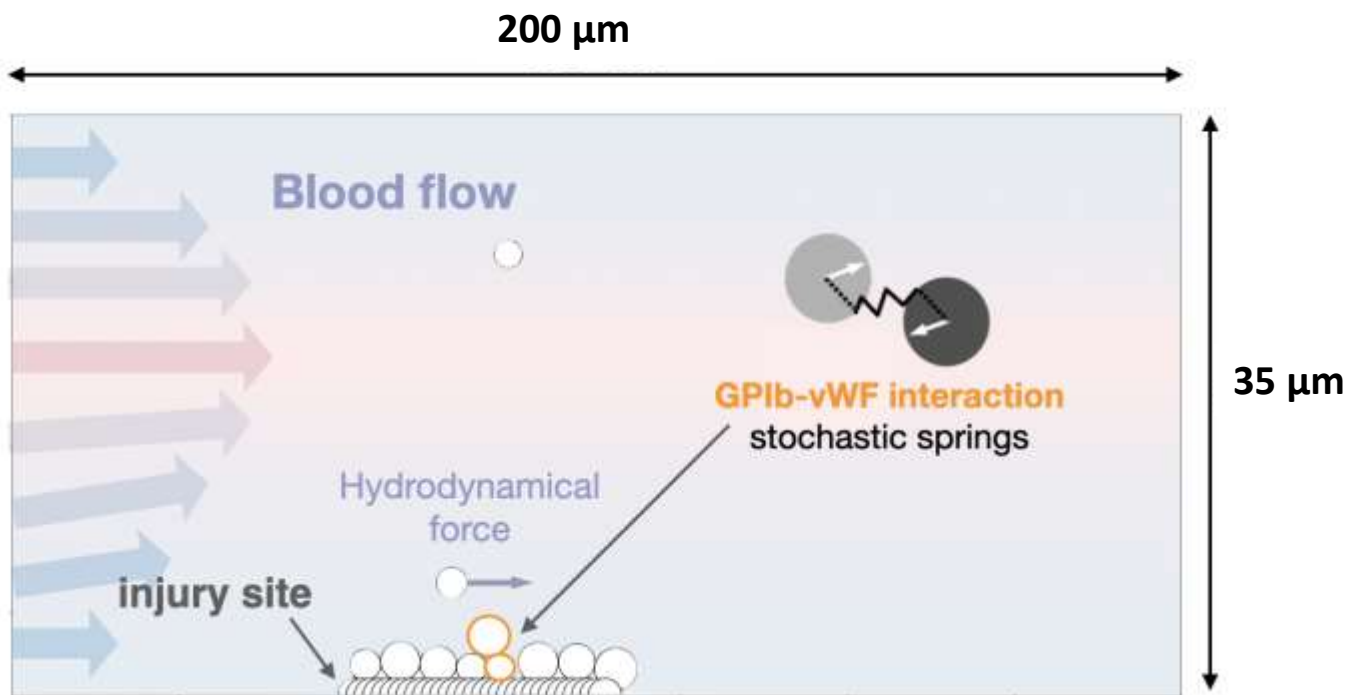 200 µm
Blood flow
35 µm
GPIb-vWF interaction
stochastic springs
Hydrodynamical
force
injury site